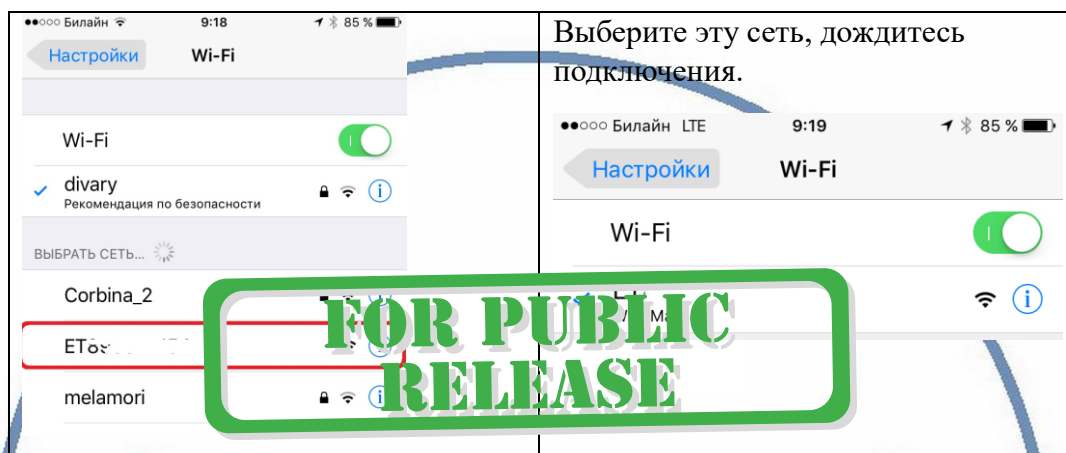 Билайн 9:18 85 %
Настройки Wi-Fi
Wi-Fi
divary
Рекомендация по безопасности
ВЫБРАТЬ СЕТЬ...
Corbina_2
melamori
Выберите эту сеть, дождитесь
подключения.
Билайн LTE 9:19 85 %
Настройки Wi-Fi
Wi-Fi
FOR PUBLIC
RELEASE